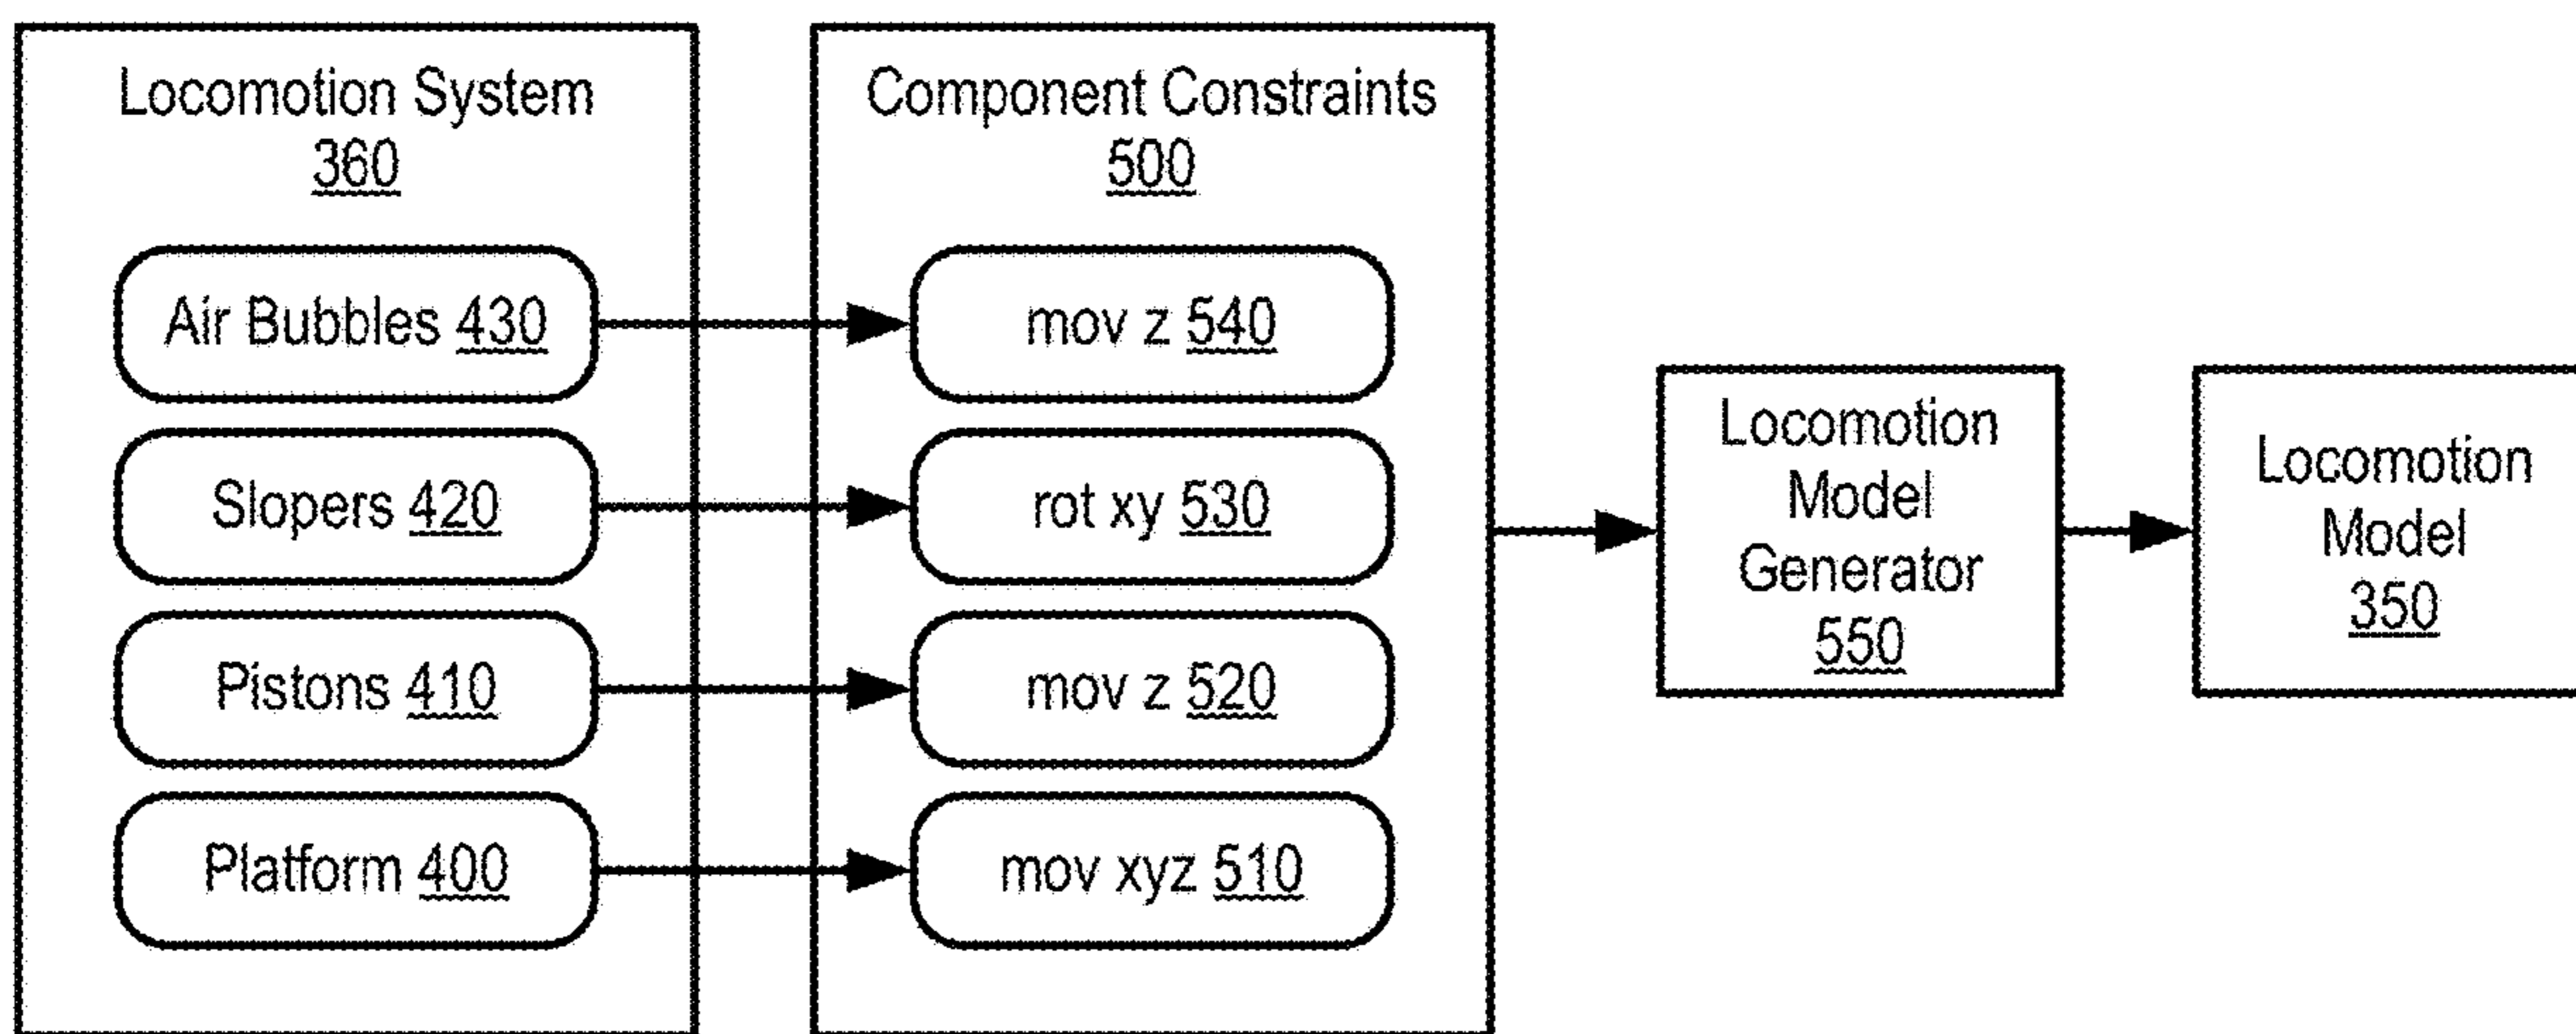 Locomotion System
360
Air Bubbles 430
Slopers 420
Pistons 410
Platform 400
Component Constraints
500
mov z 540
rot xy 530
mov z 520
mov xyz 510
Locomotion
Model
Generator
550
Locomotion
Model
350